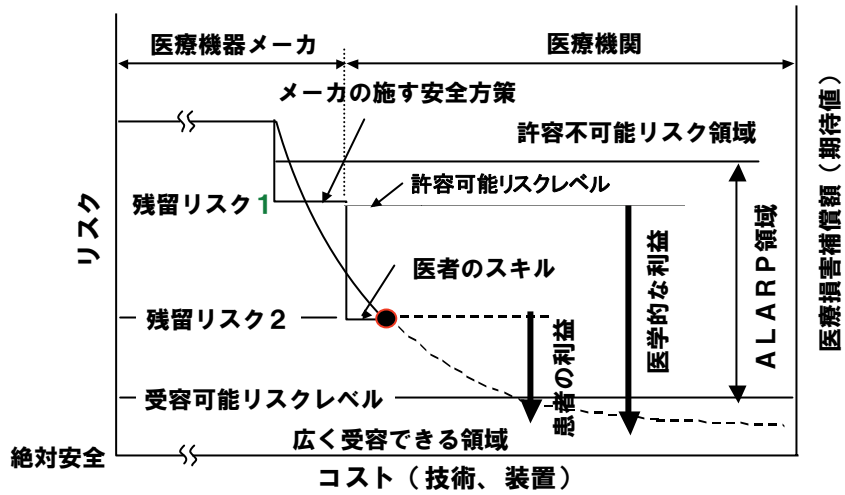 医療機器メーカ
医療機関
メーカの施す安全方策
許容不可能リスク領域
残留リスク1
許容可能リスクレベル
医者のスキル
残留リスク2
受容可能リスクレベル
広く受容できる領域
絶対安全
コスト(技術、装置)
リスク
患者の利益
医学的な利益
ALARP領域
医療損害補償額(期待値)